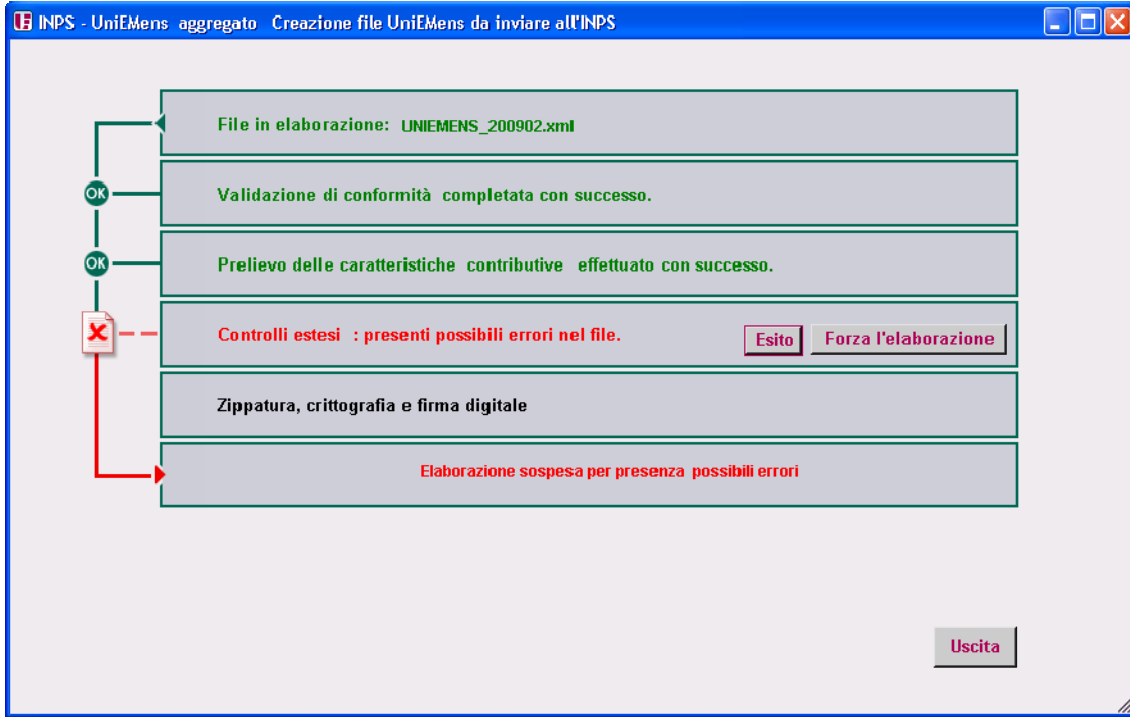 INPS - UniEMens aggregato Creazione file UniEMens da inviare all'INPS
File in elaborazione: UNIEMENS_200902.xml
OK
Validazione di conformità completata con successo.
OK
Prelievo delle caratteristiche contributive effettuato con successo.
Controlli estesi : presenti possibili errori nel file.
Esito
Forza l'elaborazione
Zippatura, crittografia e firma digitale
Elaborazione sospesa per presenza possibili errori
Uscita